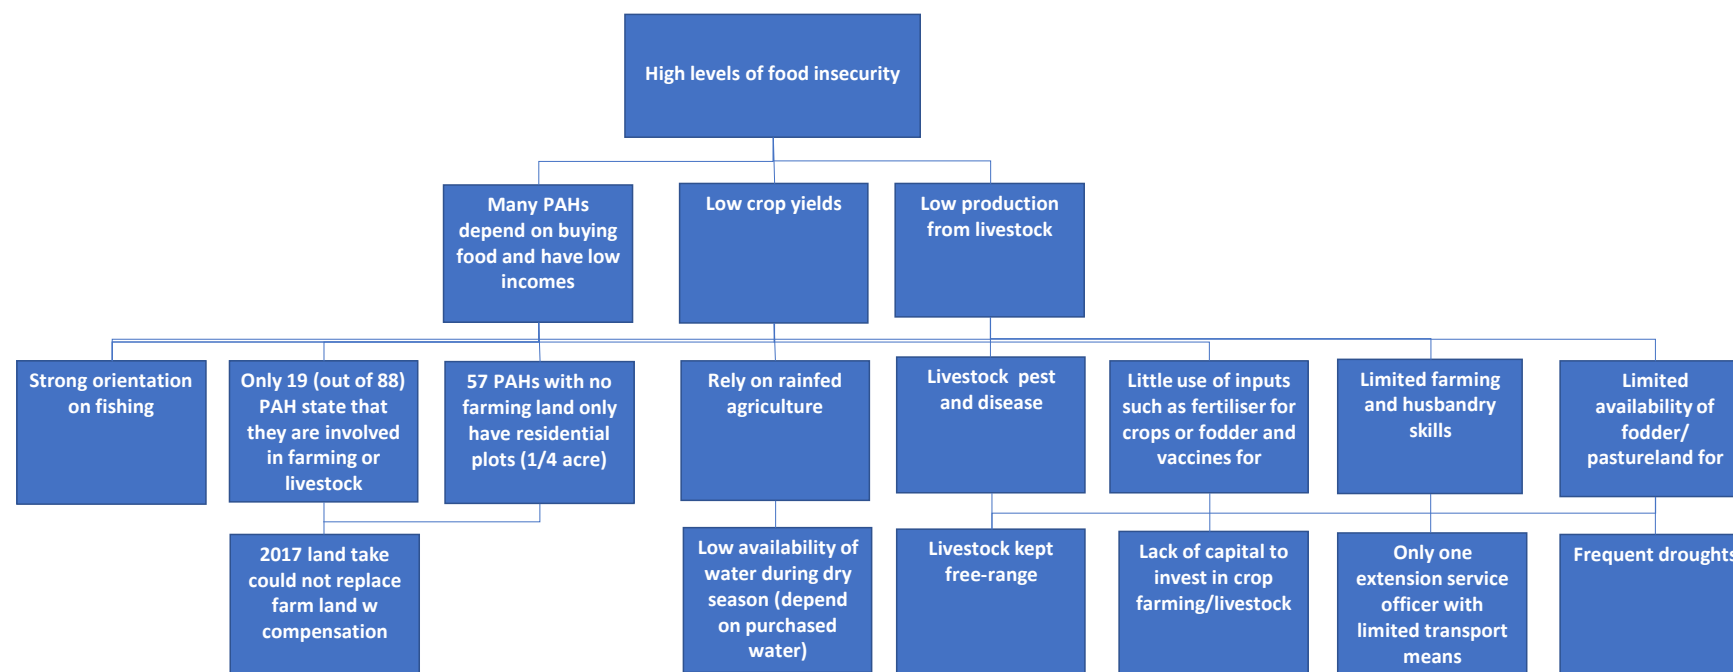 High levels of food insecurity
Many PAHs
depend on buying
food and have low
incomes
Low crop yields
Low production
from livestock
Strong orientation
on fishing
Only 19 (out of 88)
PAH state that
they are involved
in farming or
livestock
57 PAHs with no
farming land only
have residential
plots (1/4 acre)
Rely on rainfed
agriculture
Livestock pest
and disease
Little use of inputs
such as fertiliser for
crops or fodder and
vaccines for
Limited farming
and husbandry
skills
Limited
availability of
fodder/
pastureland for
2017 land take
could not replace
farm land w
compensation
Low availability of
water during dry
season (depend
on purchased
water)
Livestock kept
free-range
Lack of capital to
invest in crop
farming/livestock
Only one
extension service
officer with
limited transport
means
Frequent droughts